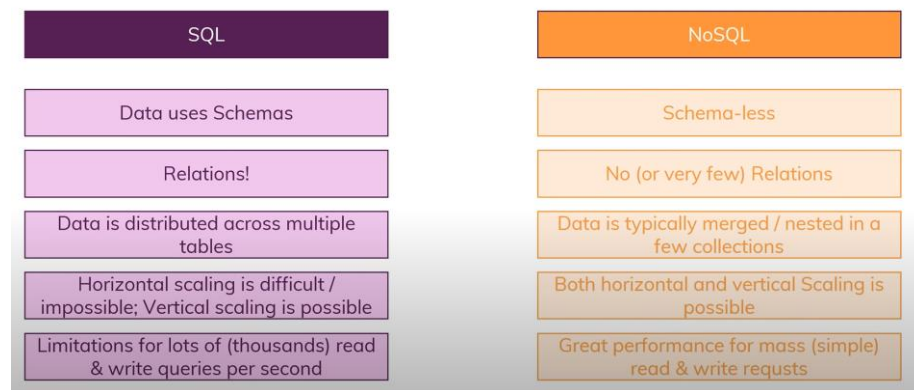 SQL
NoSQL
Data uses Schemas
Schema-less
Relations!
No (or very few) Relations
Data is distributed across multiple
tables
Data is typically merged / nested in a
few collections
Horizontal scaling is difficult /
impossible; Vertical scaling is possible
Both horizontal and vertical Scaling is
possible
Limitations for lots of (thousands) read
& write queries per second
Great performance for mass (simple)
read & write requsts